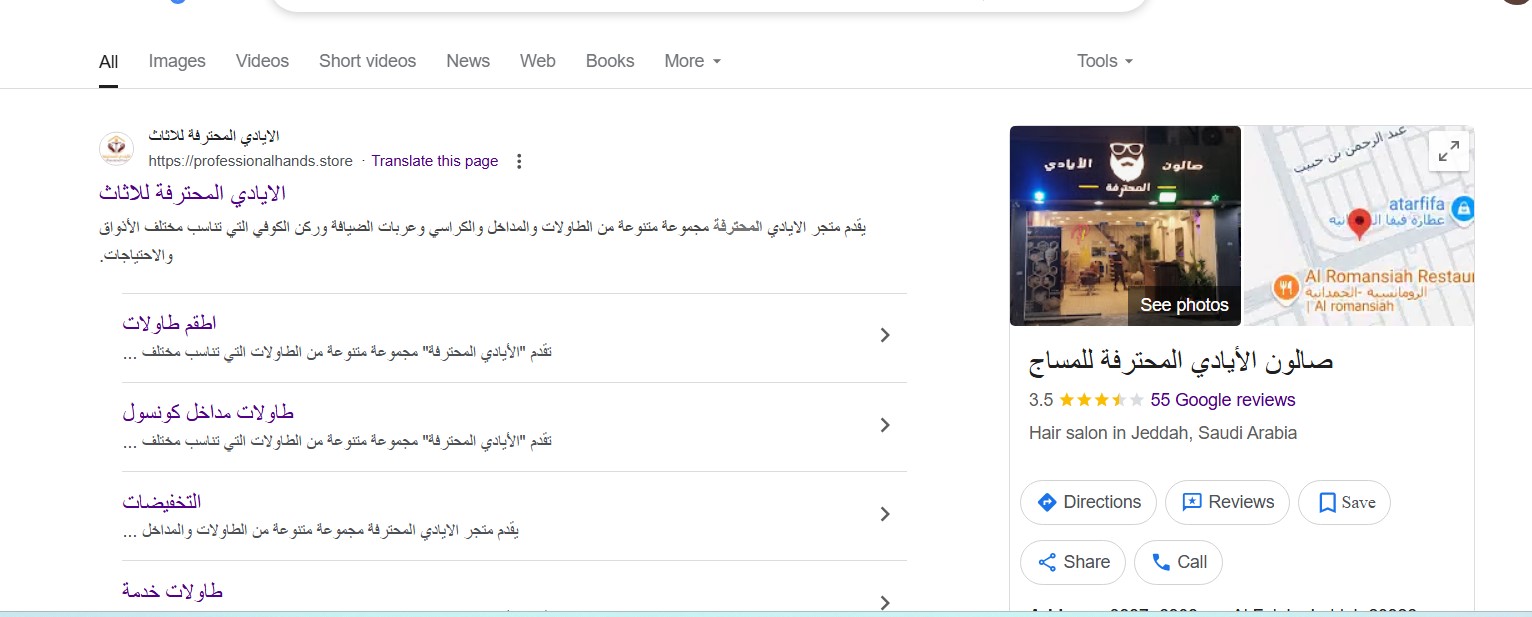 All
Images
Videos
Short videos
News
Web
Books
More
Tools
الايادي المحترفة للاثاث
https://professionalhands.store · Translate this page
الايادي المحترفة للاثاث
يقدم متجر الايادي المحترفة مجموعة متنوعة من الطاولات والمداخل والكراسي وعربات الضيافة وركن الكوفي التي تناسب مختلف الأذواق
والاحتياجات.
اطقم طاولات
تقدم "الأيادي المحترفة" مجموعة متنوعة من الطاولات التي تناسب مختلف ...
طاولات مداخل كونسول
تقدم "الأيادي المحترفة" مجموعة متنوعة من الطاولات التي تناسب مختلف ...
التخفيضات
يقدم متجر الايادي المحترفة مجموعة متنوعة من الطاولات والمداخل ...
طاولات خدمة
صالون الأيادي
المحترفة
See photos
عبد الرحمن بن حبيب
atarfifa
عطارة فيفا
Al Romansiah Restau
الرومانسية -الحمدانية
| Al romansiah
صالون الأيادي المحترفة للمساج
3.5 55 Google reviews
Hair salon in Jeddah, Saudi Arabia
Directions
Reviews
Save
Share
Call